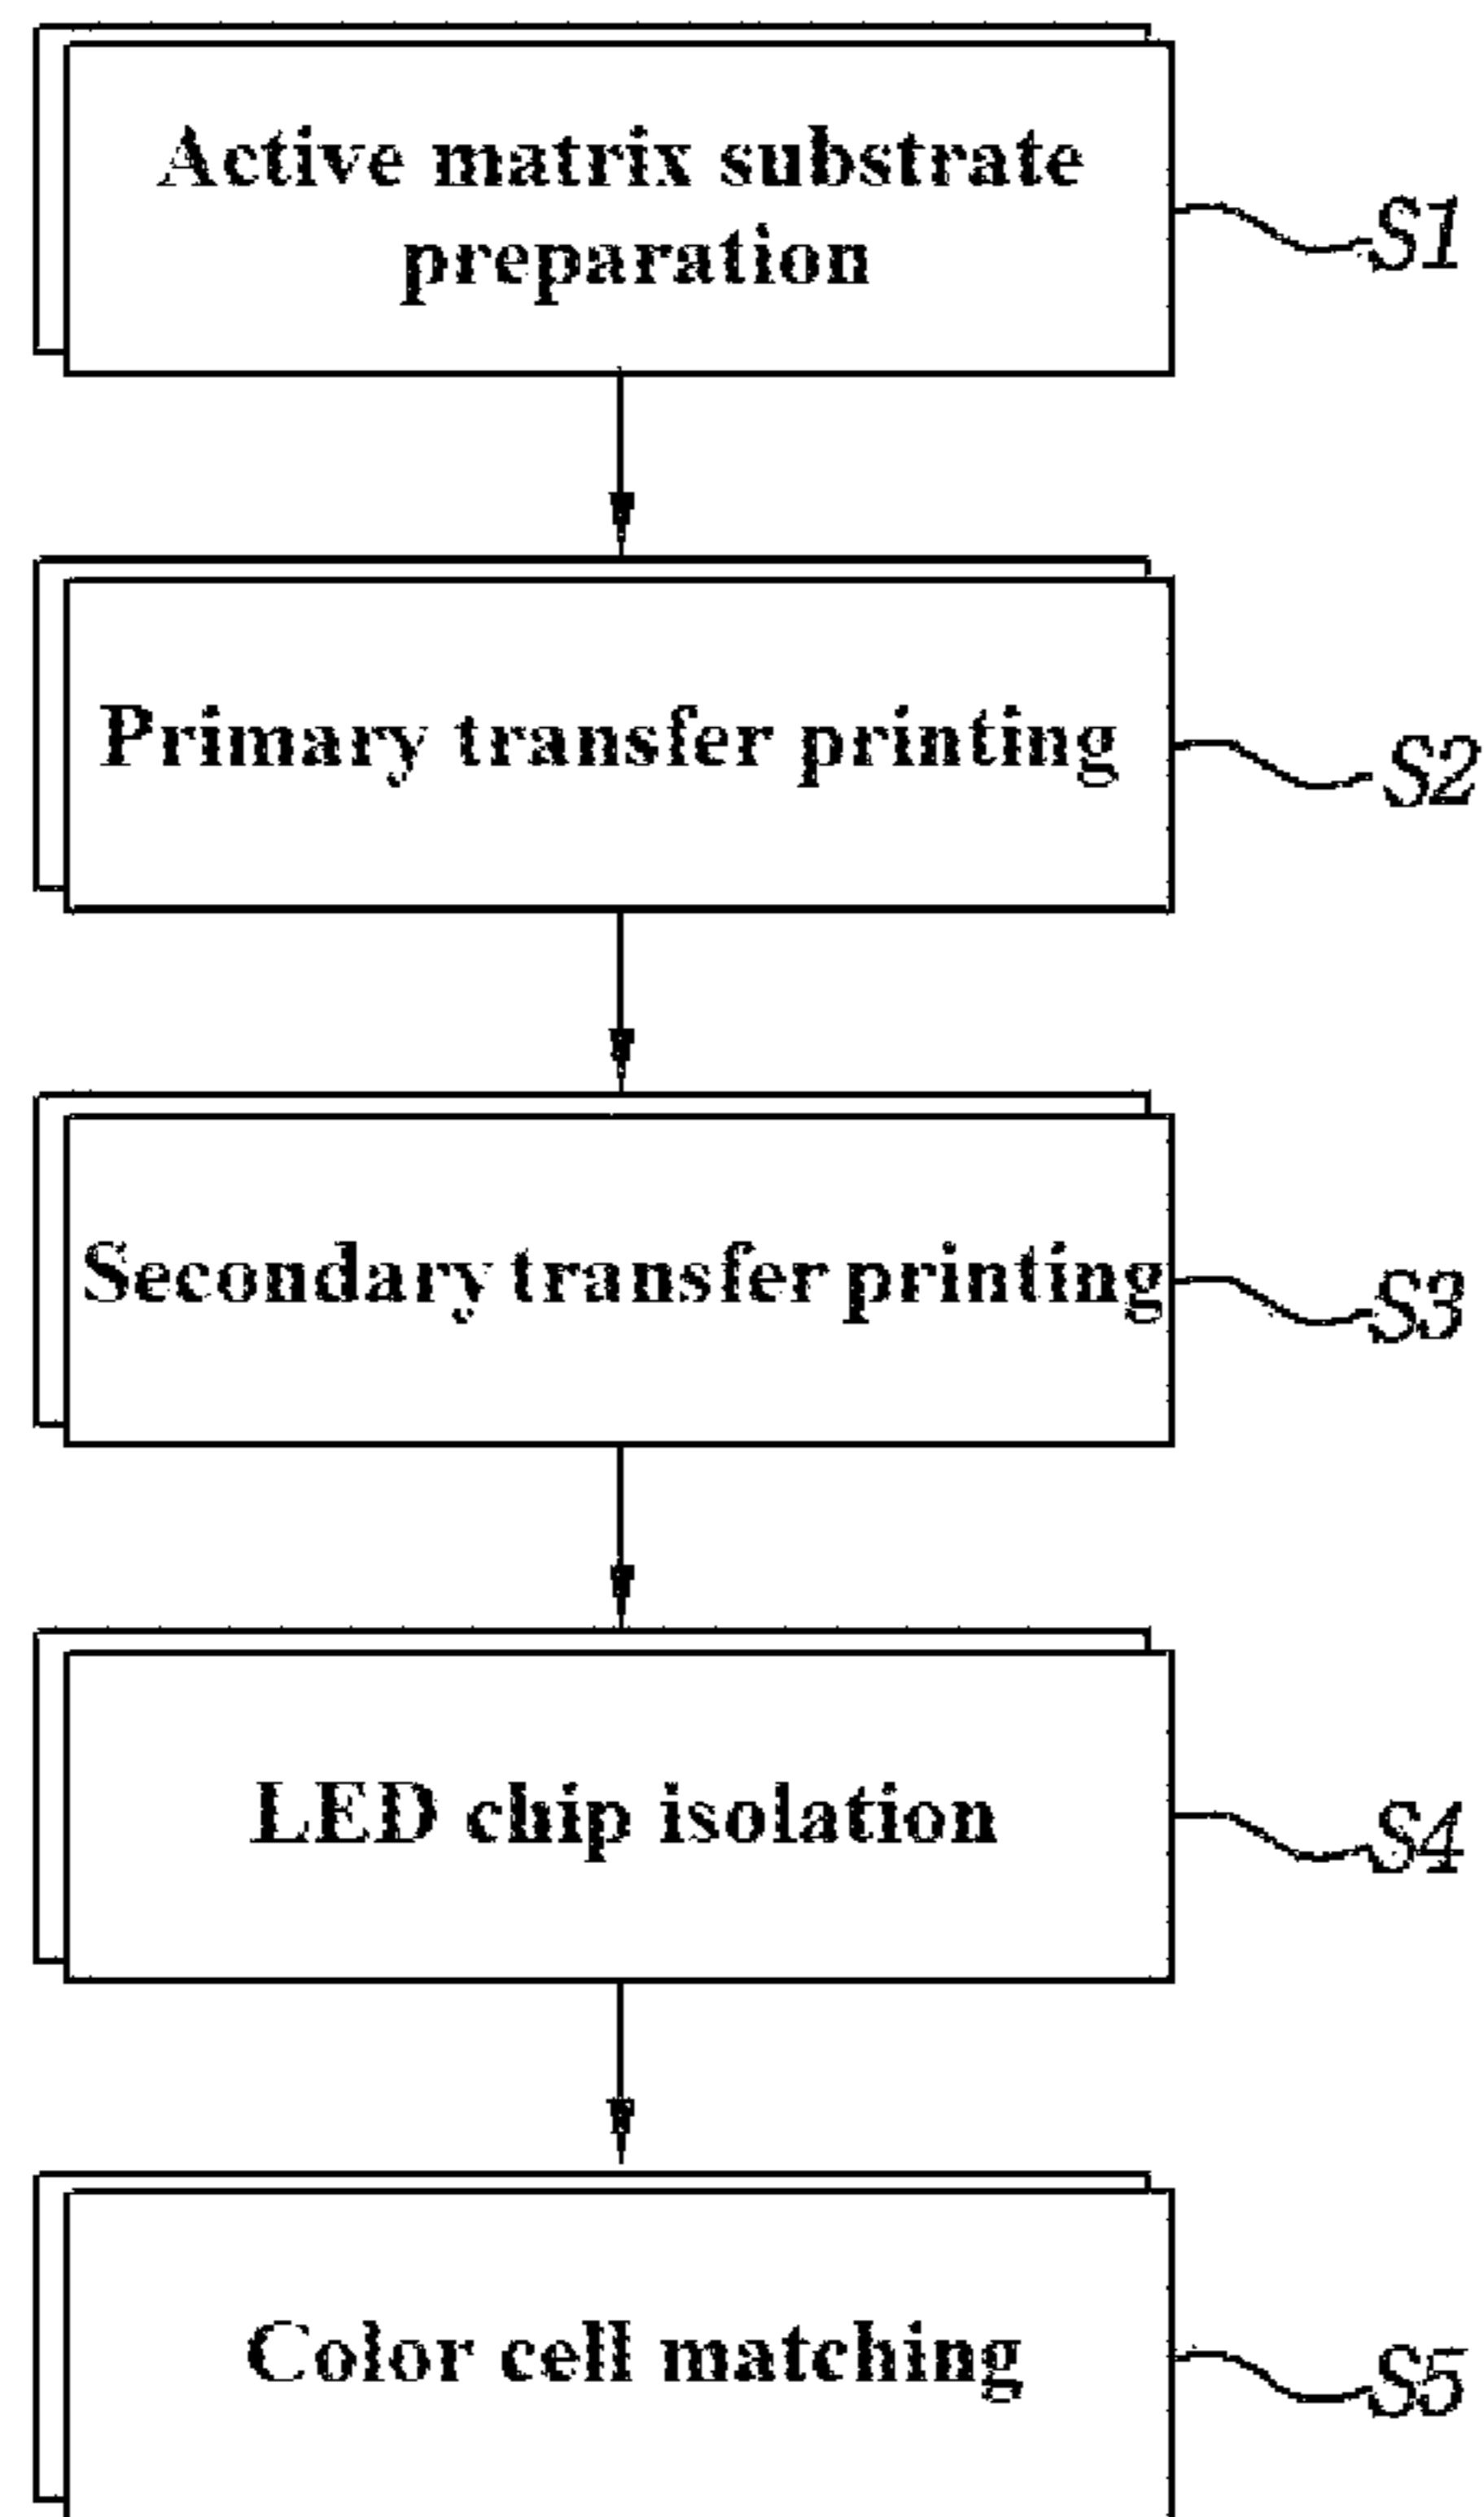 Active matrix substrate
preparation
S1
Primary transfer printing
S2
Secondary transfer printing
S3
LED chip isolation
S4
Color cell matching
S5